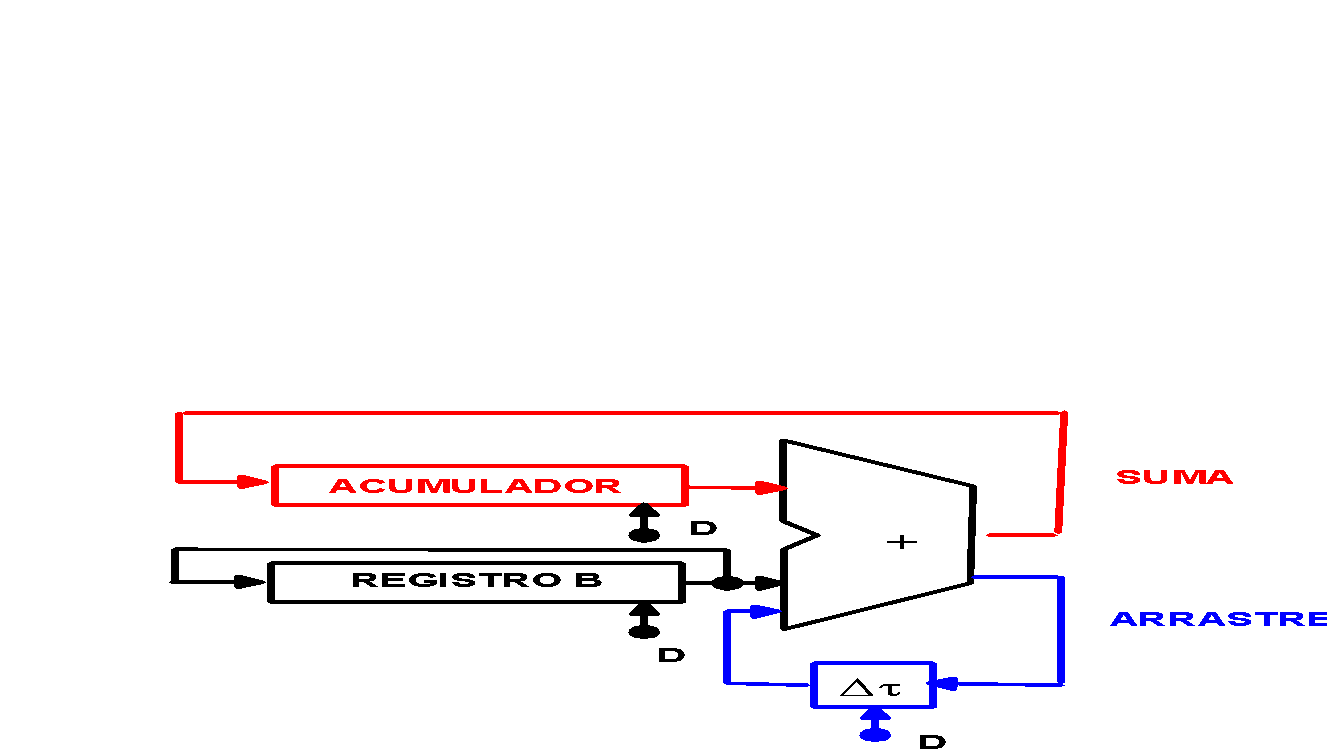 SUMA
ACUMULADOR
D
+
REGISTRO B
ARRASTRE
D
Δτ
D